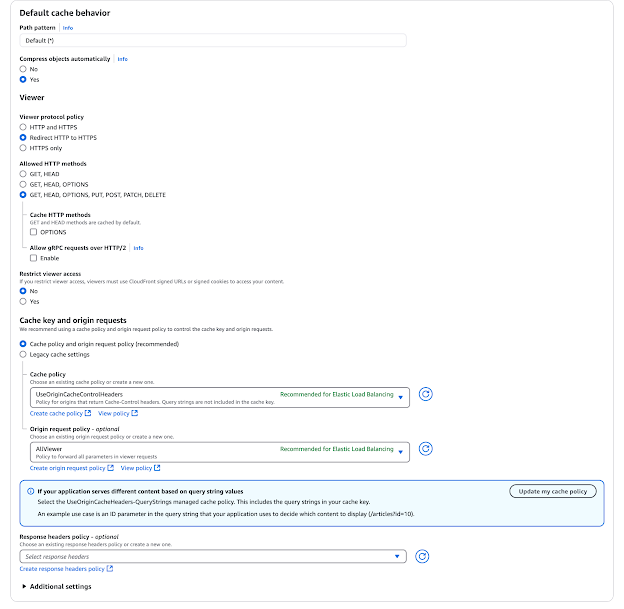 Default cache behavior
Path pattern Info
Default (*)
Compress objects automatically Info
No
Yes
Viewer
Viewer protocol policy
HTTP and HTTPS
Redirect HTTP to HTTPS
HTTPS only
Allowed HTTP methods
GET, HEAD
GET, HEAD, OPTIONS
GET, HEAD, OPTIONS, PUT, POST, PATCH, DELETE
Cache HTTP methods
GET and HEAD methods are cached by default.
OPTIONS
Allow gRPC requests over HTTP/2 Info
Enable
Restrict viewer access
If you restrict viewer access, viewers must use CloudFront signed URLs or signed cookies to access your content.
No
Yes
Cache key and origin requests
We recommend using a cache policy and origin request policy to control the cache key and origin requests.
Cache policy and origin request policy (recommended)
Legacy cache settings
Cache policy
Choose an existing cache policy or create a new one.
UseOriginCacheControlHeaders Recommended for Elastic Load Balancing
Policy for origins that return Cache-Control headers. Query strings are not included in the cache key.
Create cache policy View policy
Origin request policy - optional
Choose an existing origin request policy or create a new one.
AllViewer Recommended for Elastic Load Balancing
Policy to forward all parameters in viewer requests
Create origin request policy View policy
If your application serves different content based on query string values
Update my cache policy
Select the UseOriginCacheHeaders-QueryStrings managed cache policy. This includes the query strings in your cache key.
An example use case is an ID parameter in the query string that your application uses to decide which content to display (/articles?id=10).
Response headers policy - optional
Choose an existing response headers policy or create a new one.
Select response headers
Create response headers policy
Additional settings